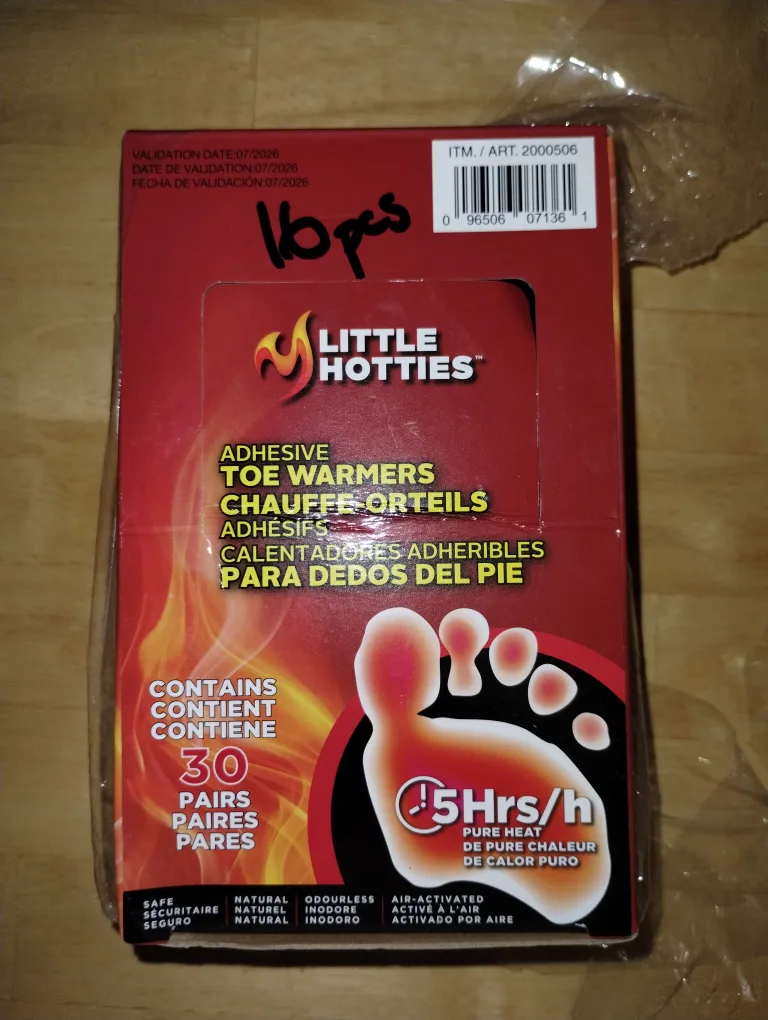 VALIDATION DATE:07/2026
DATE DE VALIDATION:07/2026
FECHA DE VALIDACIÓN:07/2026
ITM. / ART. 2000506
0 96506 07136 1
16 pcs
LITTLE
HOTTIES™
ADHESIVE
TOE WARMERS
CHAUFFE-ORTEILS
ADHÉSIFS
CALENTADORES ADHERIBLES
PARA DEDOS DEL PIE
CONTAINS
CONTIENT
CONTIENE
30
PAIRS
PAIRES
PARES
5Hrs/h
PURE HEAT
DE PURE CHALEUR
DE CALOR PURO
SAFE
SÉCURITAIRE
SEGURO
NATURAL
NATUREL
NATURAL
ODOURLESS
INODORE
INODORO
AIR-ACTIVATED
ACTIVÉ À L'AIR
ACTIVADO POR AIRE